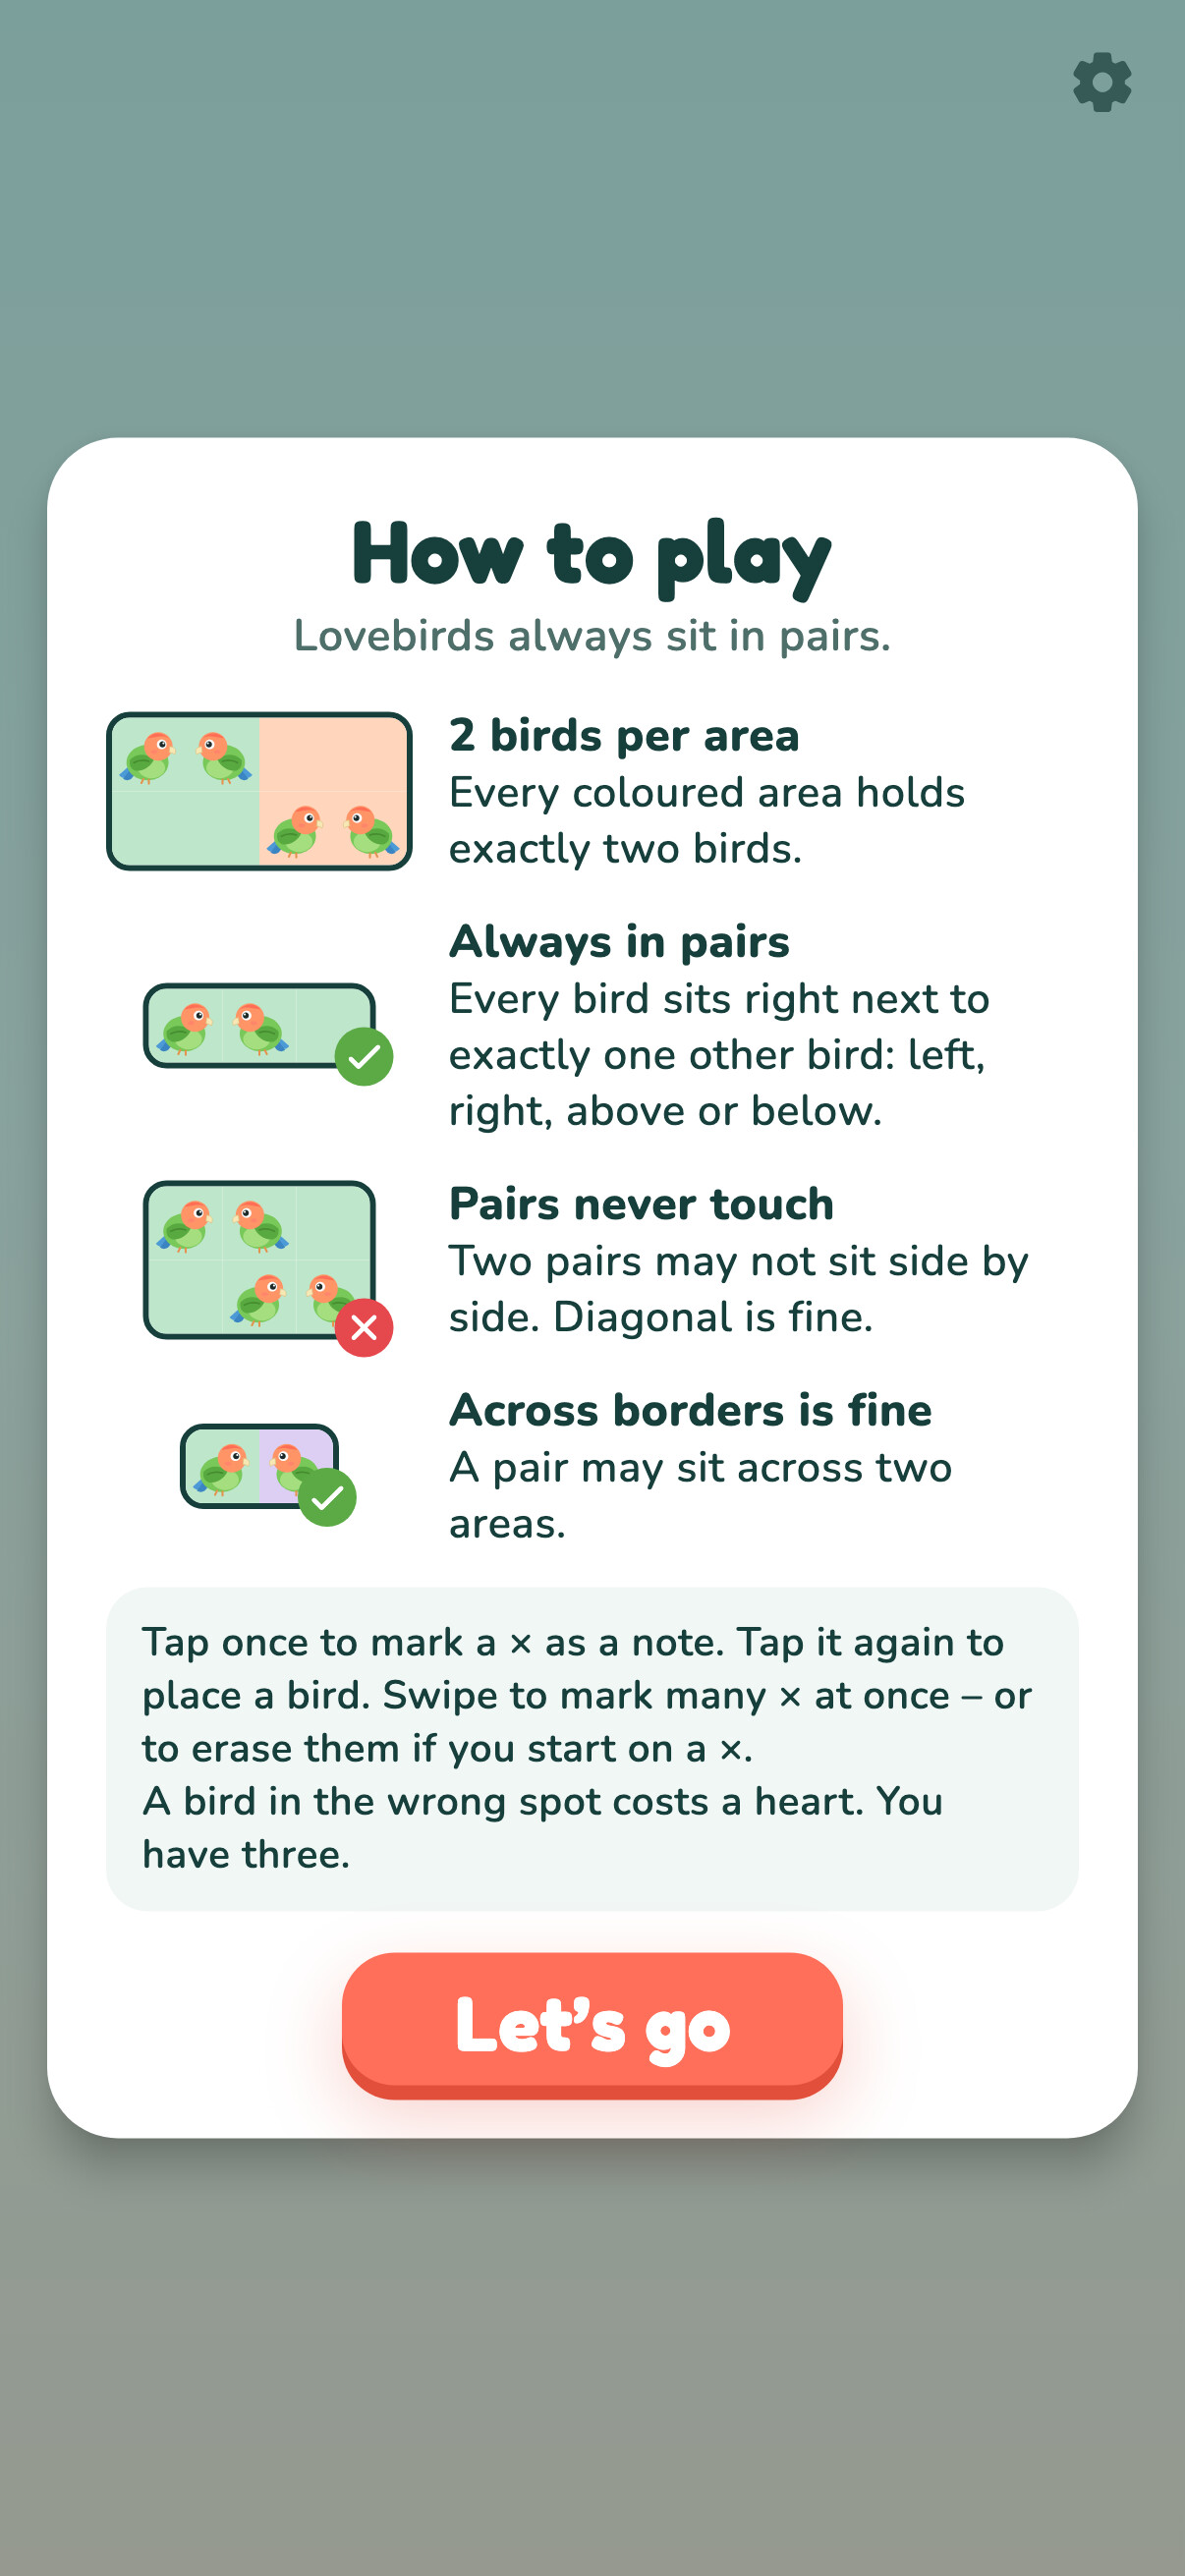 How to play
Lovebirds always sit in pairs.
2 birds per area
Every coloured area holds
exactly two birds.
Always in pairs
Every bird sits right next to
exactly one other bird: left,
right, above or below.
Pairs never touch
Two pairs may not sit side by
side. Diagonal is fine.
Across borders is fine
A pair may sit across two
areas.
Tap once to mark a × as a note. Tap it again to
place a bird. Swipe to mark many × at once – or
to erase them if you start on a ×.
A bird in the wrong spot costs a heart. You
have three.
Let’s go